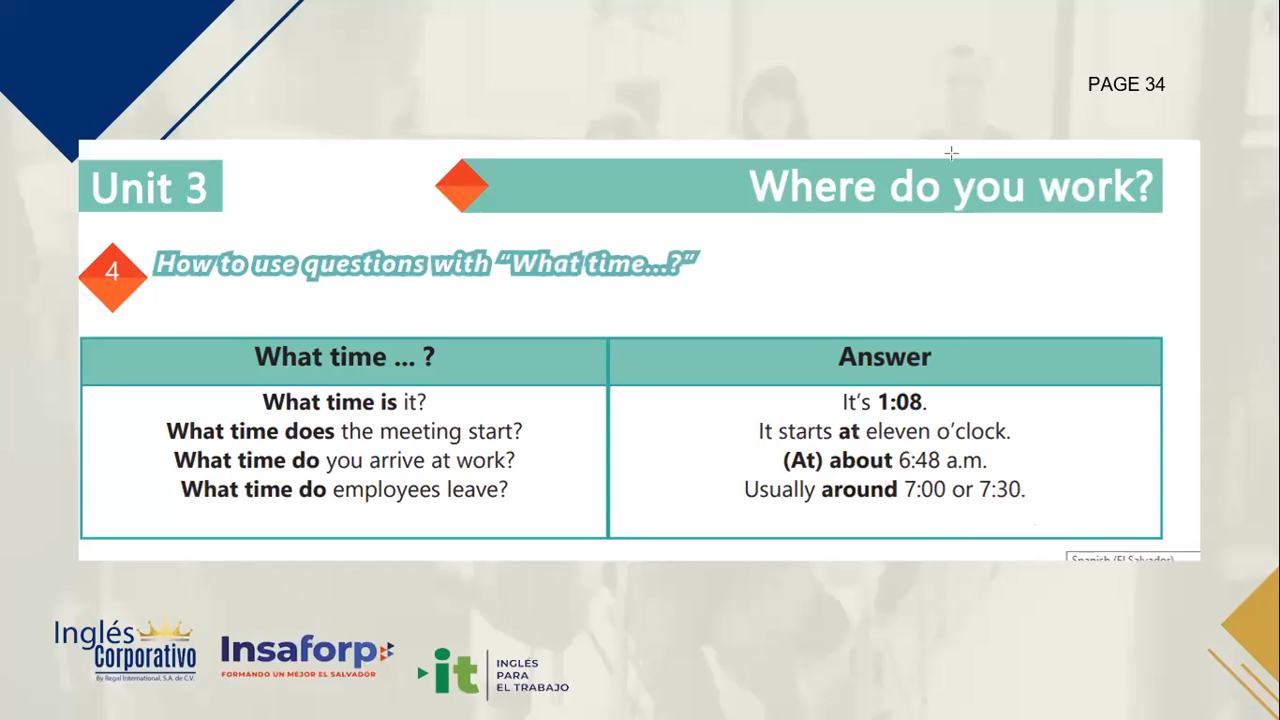 PAGE 34
Unit 3
Where do you work?
4
How to use questions with “What time...?”
What time ... ?
Answer
What time is it?
It’s 1:08.
What time does the meeting start?
It starts at eleven o’clock.
What time do you arrive at work?
(At) about 6:48 a.m.
What time do employees leave?
Usually around 7:00 or 7:30.
Spanish (El Salvador)
Inglés
Corporativo
By Regal International, S.A. de C.V.
Insaforp
FORMANDO UN MEJOR EL SALVADOR
it
INGLÉS
PARA
EL TRABAJO